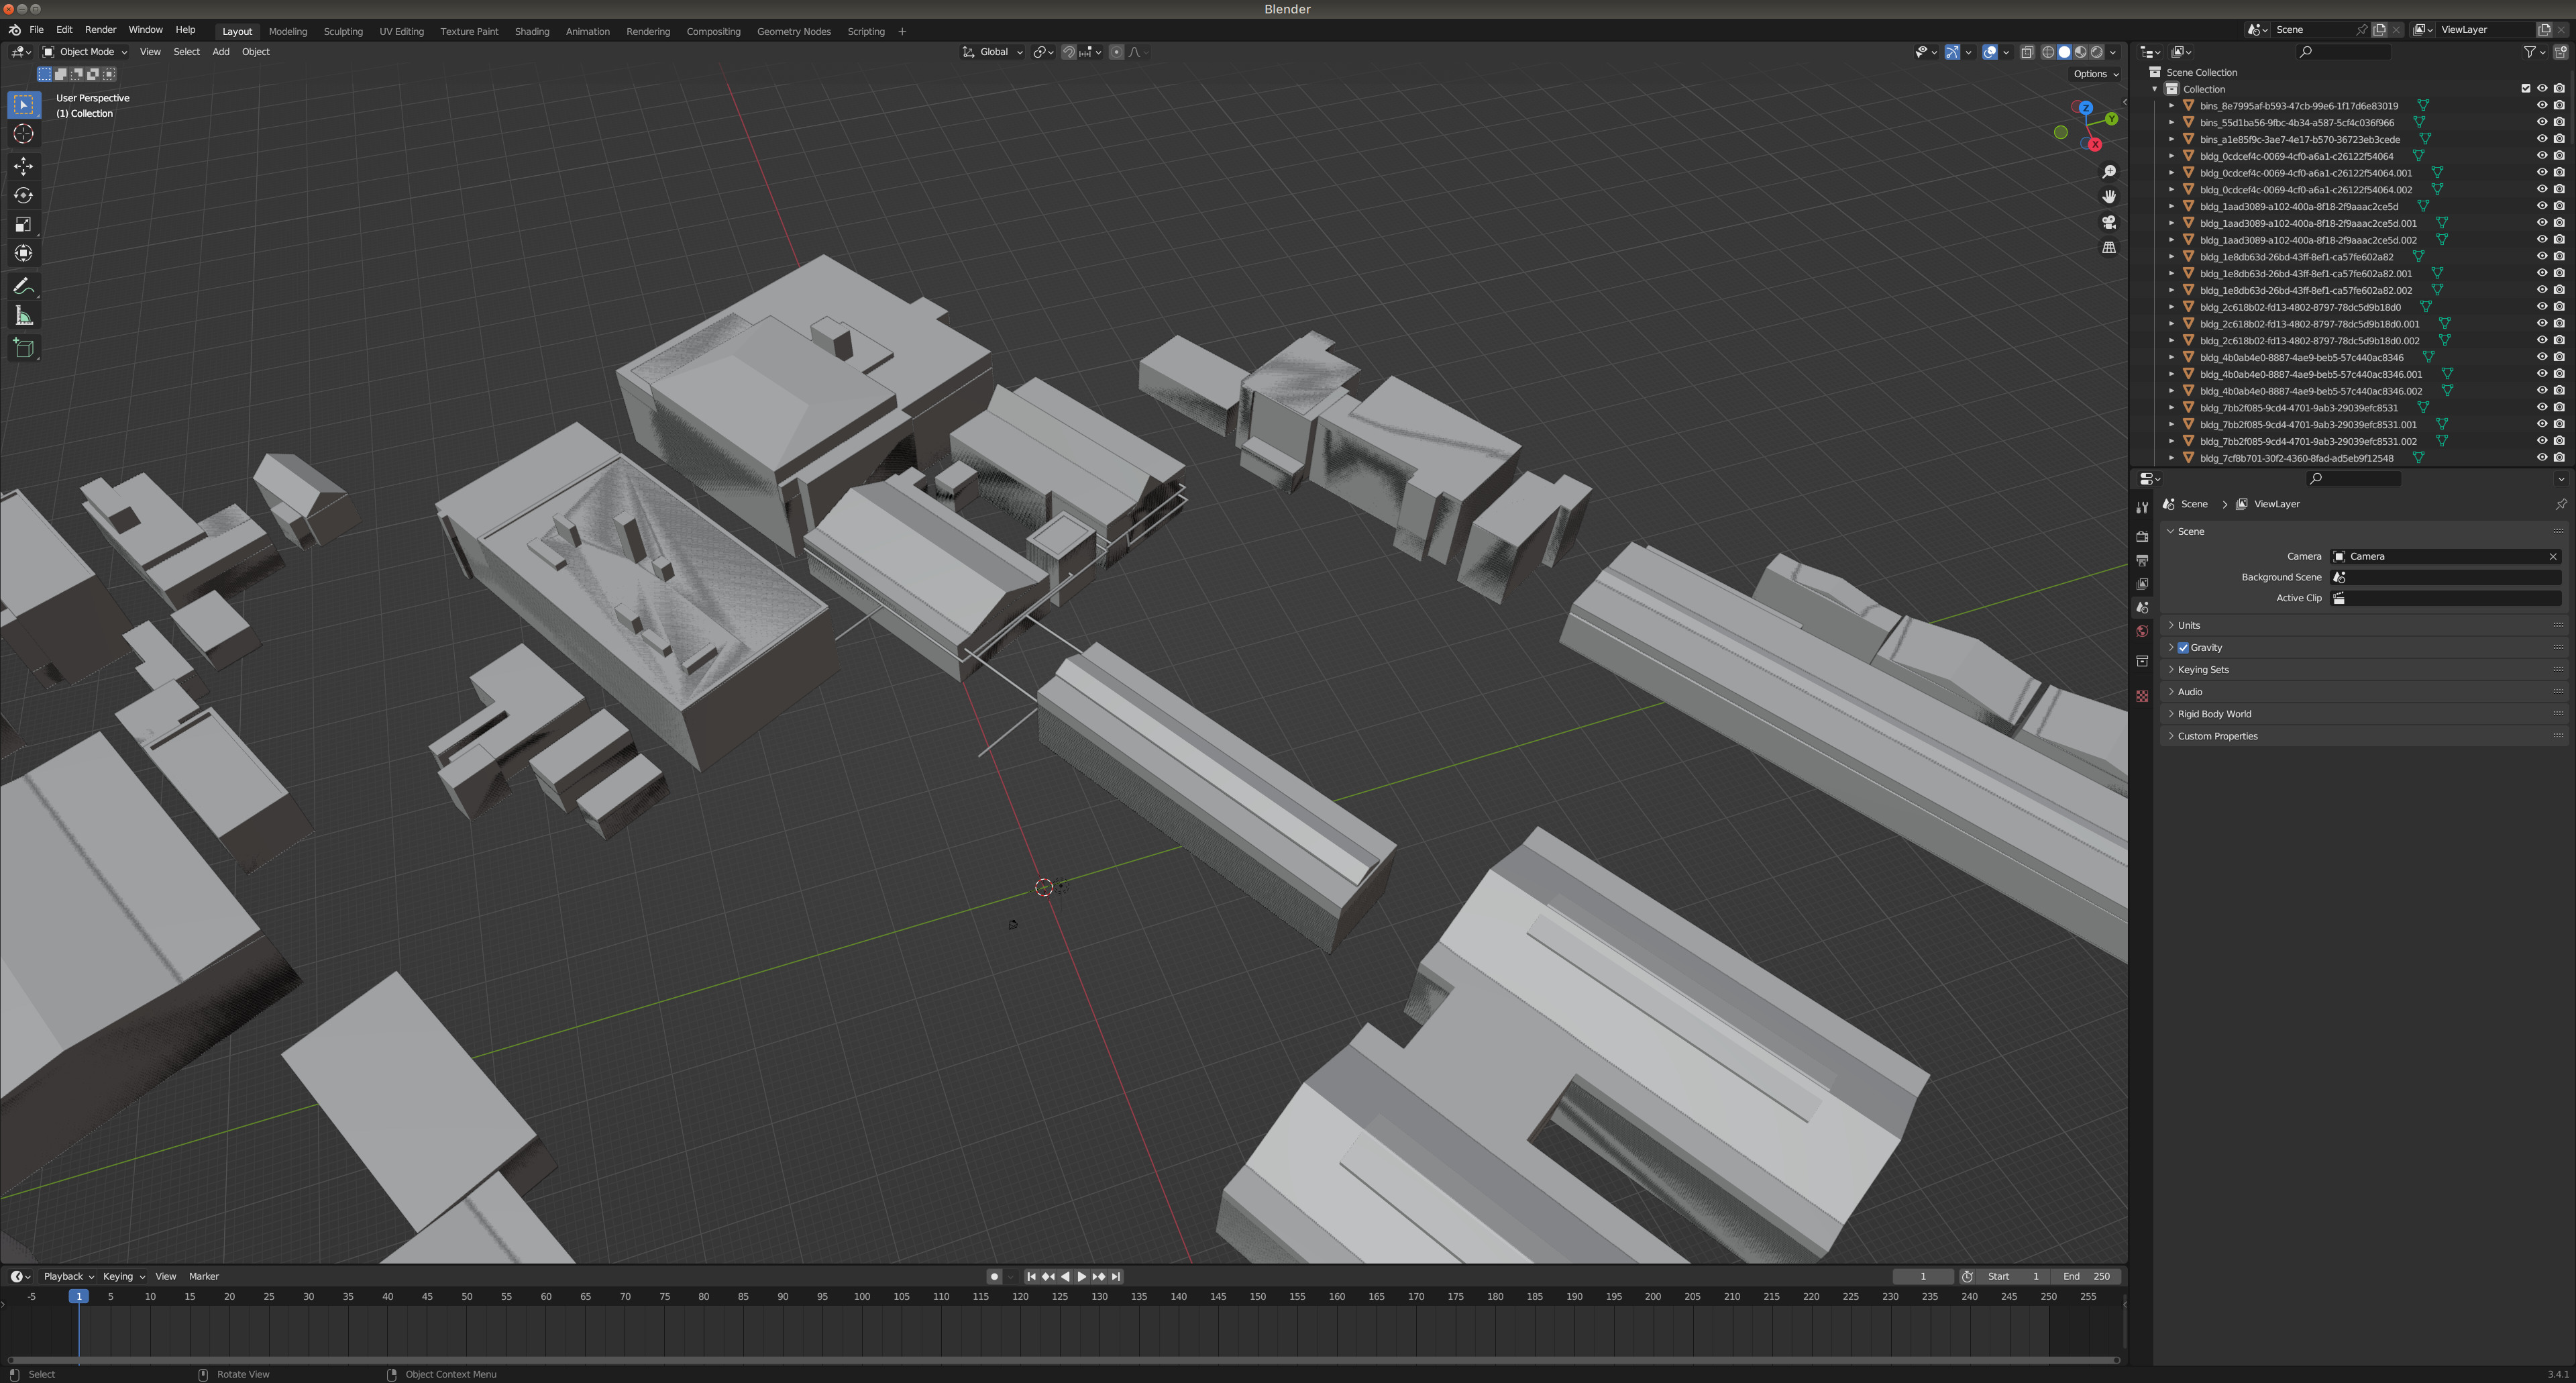 Blender
File Edit Render Window Help Layout Modeling Sculpting UV Editing Texture Paint Shading Animation Rendering Compositing Geometry Nodes Scripting + Scene ViewLayer
Object Mode View Select Add Object Global
Options
User Perspective
(1) Collection
Z
Y
X
Scene Collection
Collection
bins_8e7995af-b593-47cb-99e6-1f17d6e83019
bins_55d1ba56-9fbc-4b34-a587-5cf4c036f966
bins_a1e85f9c-3ae7-4e17-b570-36723eb3cede
bldg_0cdcef4c-0069-4cf0-a6a1-c26122f54064
bldg_0cdcef4c-0069-4cf0-a6a1-c26122f54064.001
bldg_0cdcef4c-0069-4cf0-a6a1-c26122f54064.002
bldg_1aad3089-a102-400a-8f18-2f9aaac2ce5d
bldg_1aad3089-a102-400a-8f18-2f9aaac2ce5d.001
bldg_1aad3089-a102-400a-8f18-2f9aaac2ce5d.002
bldg_1e8db63d-26bd-43ff-8ef1-ca57fe602a82
bldg_1e8db63d-26bd-43ff-8ef1-ca57fe602a82.001
bldg_1e8db63d-26bd-43ff-8ef1-ca57fe602a82.002
bldg_2c618b02-fd13-4802-8797-78dc5d9b18d0
bldg_2c618b02-fd13-4802-8797-78dc5d9b18d0.001
bldg_2c618b02-fd13-4802-8797-78dc5d9b18d0.002
bldg_4b0ab4e0-8887-4ae9-beb5-57c440ac8346
bldg_4b0ab4e0-8887-4ae9-beb5-57c440ac8346.001
bldg_4b0ab4e0-8887-4ae9-beb5-57c440ac8346.002
bldg_7bb2f085-9cd4-4701-9ab3-29039efc8531
bldg_7bb2f085-9cd4-4701-9ab3-29039efc8531.001
bldg_7bb2f085-9cd4-4701-9ab3-29039efc8531.002
bldg_7cf8b701-30f2-4360-8fad-ad5eb9f12548
Scene ViewLayer
Scene
Camera Camera
Background Scene
Active Clip
Units
Gravity
Keying Sets
Audio
Rigid Body World
Custom Properties
Playback Keying View Marker 1 Start 1 End 250
-5 1 5 10 15 20 25 30 35 40 45 50 55 60 65 70 75 80 85 90 95 100 105 110 115 120 125 130 135 140 145 150 155 160 165 170 175 180 185 190 195 200 205 210 215 220 225 230 235 240 245 250 255
Select Rotate View Object Context Menu 3.4.1